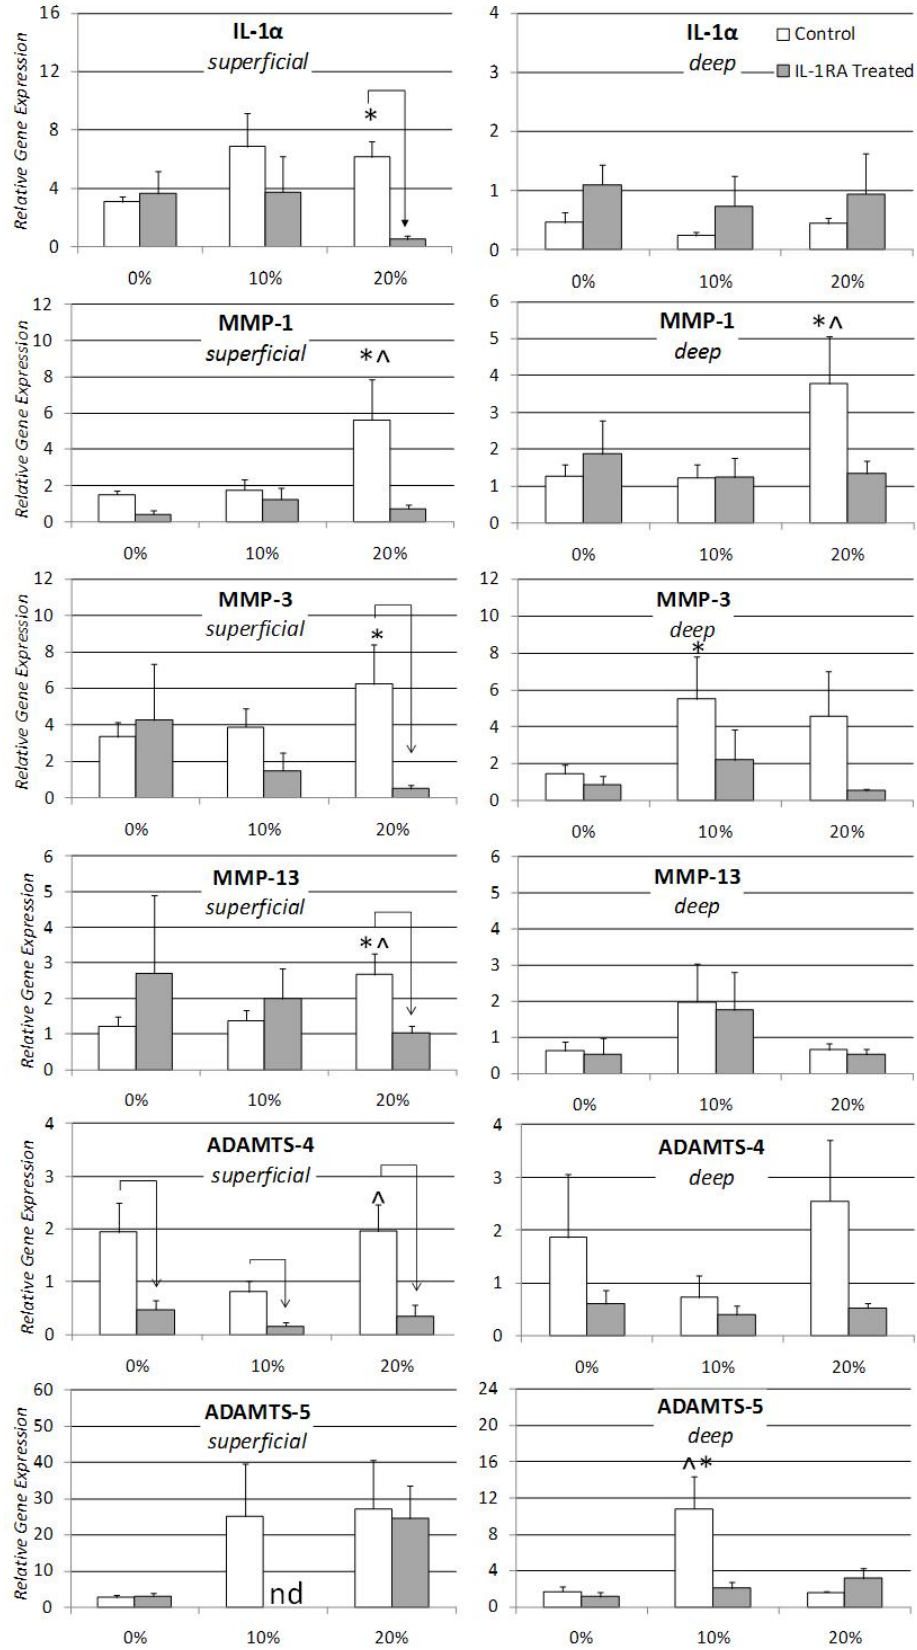 IL-1α
superficial
Relative Gene Expression
16
12
8
4
0
*
0% 10% 20%
IL-1α
deep
Control
IL-1RA Treated
4
3
2
1
0
0% 10% 20%
MMP-1
superficial
Relative Gene Expression
12
10
8
6
4
2
0
*^
0% 10% 20%
MMP-1
deep
6
5
4
3
2
1
0
*^
0% 10% 20%
MMP-3
superficial
Relative Gene Expression
12
10
8
6
4
2
0
*
0% 10% 20%
MMP-3
deep
12
10
8
6
4
2
0
*
0% 10% 20%
MMP-13
superficial
Relative Gene Expression
6
5
4
3
2
1
0
*^
0% 10% 20%
MMP-13
deep
6
5
4
3
2
1
0
0% 10% 20%
ADAMTS-4
superficial
Relative Gene Expression
4
3
2
1
0
^
0% 10% 20%
ADAMTS-4
deep
4
3
2
1
0
0% 10% 20%
ADAMTS-5
superficial
Relative Gene Expression
60
50
40
30
20
10
0
nd
0% 10% 20%
ADAMTS-5
deep
24
20
16
12
8
4
0
^*
0% 10% 20%